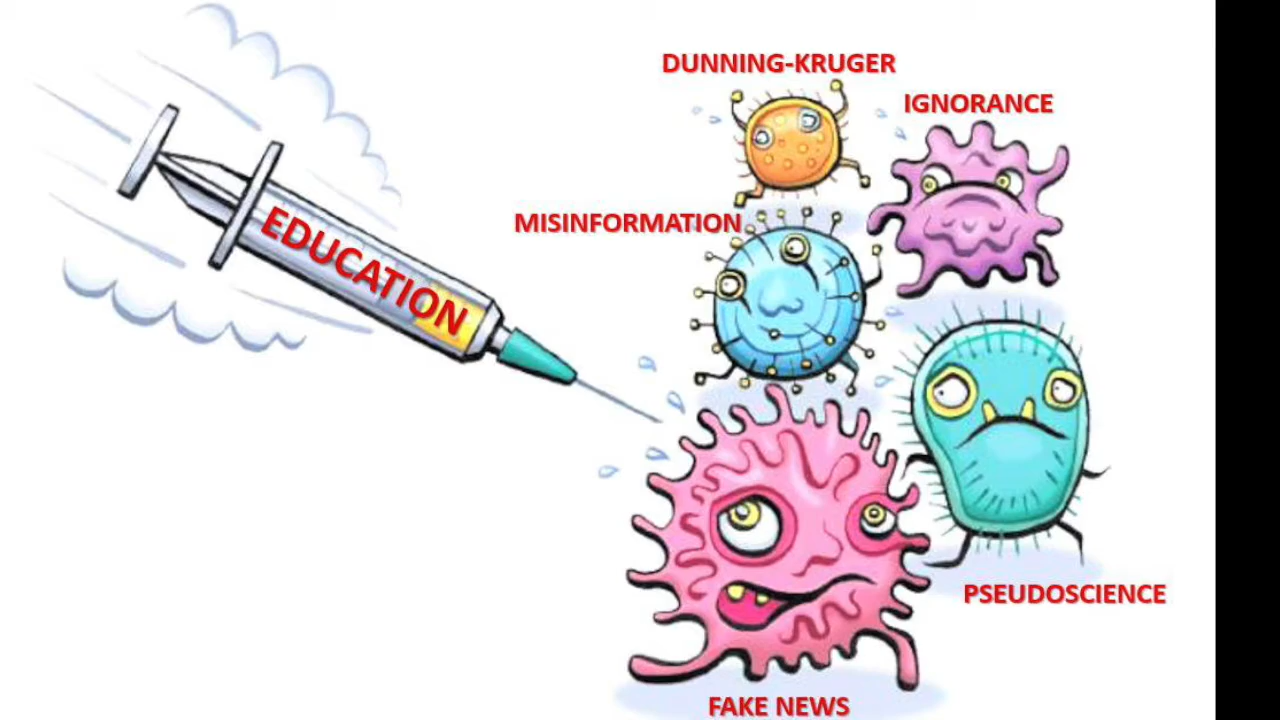 DUNNING-KRUGER
IGNORANCE
MISINFORMATION
EDUCATION
PSEUDOSCIENCE
FAKE NEWS